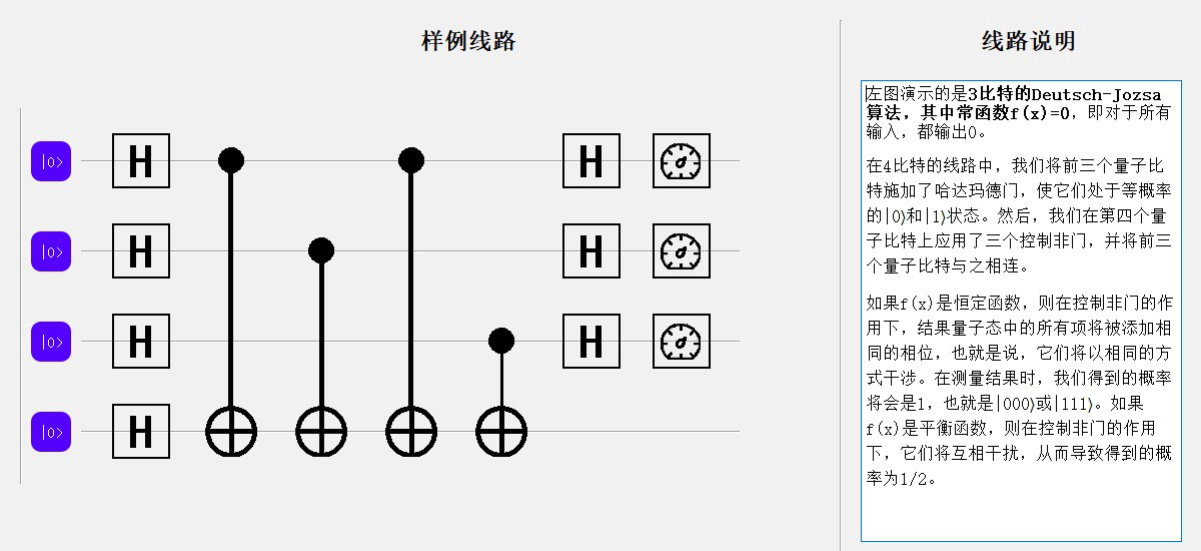 样例线路
|0>
H
H
|0>
H
H
|0>
H
H
|0>
H
线路说明
左图演示的是3比特的Deutsch-Jozsa
算法，其中常函数f(x)=0，即对于所有
输入，都输出0。
在4比特的线路中，我们将前三个量子比
特施加了哈达玛德门，使它们处于等概率
的|0⟩和|1⟩状态。然后，我们在第四个量
子比特上应用了三个控制非门，并将前三
个量子比特与之相连。
如果f(x)是恒定函数，则在控制非门的作
用下，结果量子态中的所有项将被添加相
同的相位，也就是说，它们将以相同的方
式干涉。在测量结果时，我们得到的概率
将会是1，也就是|000⟩或|111⟩。如果
f(x)是平衡函数，则在控制非门的作用
下，它们将互相干扰，从而导致得到的概
率为1/2。